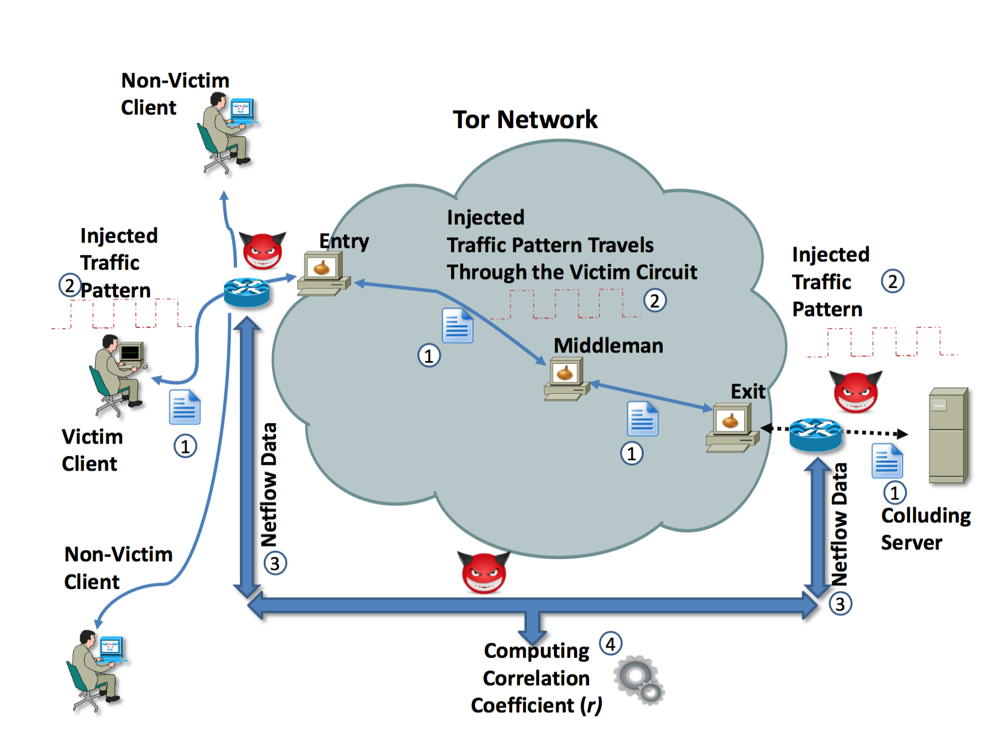 Non-Victim
Client
Tor Network
Injected
Traffic
Pattern
2
Entry
Injected
Traffic Pattern Travels
Through the Victim Circuit
2
1
Injected
Traffic
Pattern
2
Middleman
Exit
1
Victim
Client
1
Netflow Data
3
Netflow Data
3
1
Colluding
Server
Non-Victim
Client
Computing
Correlation
Coefficient (r)
4